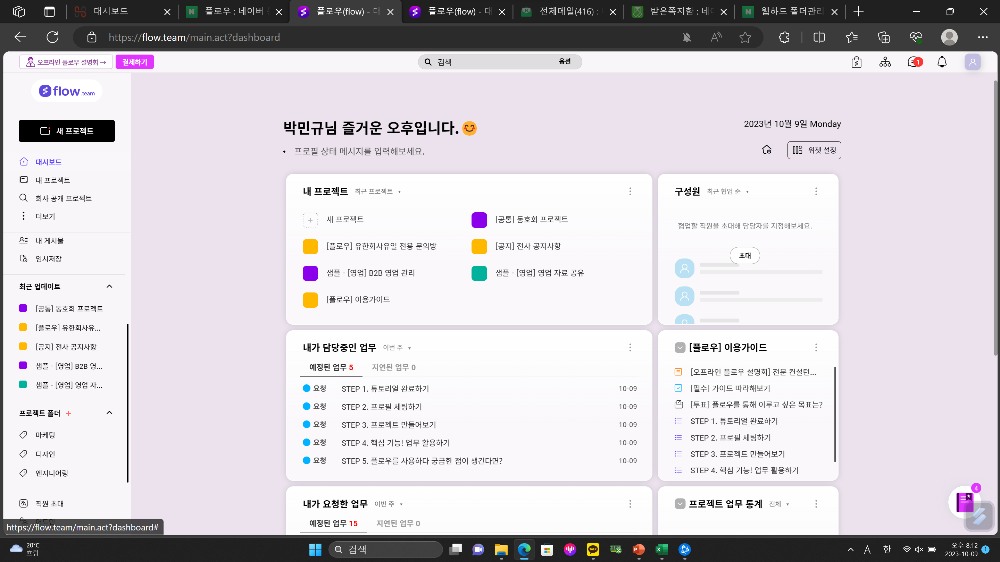 대시보드
플로우 : 네이버
플로우(flow) - 대
플로우(flow) - 대
전체메일(416) :
받은쪽지함 : 네이
웹하드 폴더관리
https://flow.team/main.act?dashboard
오프라인 플로우 설명회 →
결제하기
검색
옵션
1
flow.team
새 프로젝트
대시보드
내 프로젝트
회사 공개 프로젝트
더보기
내 게시물
임시저장
최근 업데이트
[공통] 동호회 프로젝트
[플로우] 유한회사유...
[공지] 전사 공지사항
샘플 - [영업] B2B 영...
샘플 - [영업] 영업 자...
프로젝트 폴더 +
마케팅
디자인
엔지니어링
직원 초대
어드민
https://flow.team/main.act?dashboard#
박민규님 즐거운 오후입니다.😊
• 프로필 상태 메시지를 입력해보세요.
2023년 10월 9일 Monday
위젯 설정
내 프로젝트 최근 프로젝트
새 프로젝트
[공통] 동호회 프로젝트
[플로우] 유한회사유일 전용 문의방
[공지] 전사 공지사항
샘플 - [영업] B2B 영업 관리
샘플 - [영업] 영업 자료 공유
[플로우] 이용가이드
구성원 최근 협업 순
협업할 직원을 초대해 담당자를 지정해보세요.
초대
내가 담당중인 업무 이번 주
예정된 업무 5 지연된 업무 0
요청 STEP 1. 튜토리얼 완료하기 10-09
요청 STEP 2. 프로필 세팅하기 10-09
요청 STEP 3. 프로젝트 만들어보기 10-09
요청 STEP 4. 핵심 기능! 업무 활용하기 10-09
요청 STEP 5. 플로우를 사용하다 궁금한 점이 생긴다면? 10-09
[플로우] 이용가이드
[오프라인 플로우 설명회] 전문 컨설턴...
[필수] 가이드 따라해보기
[투표] 플로우를 통해 이루고 싶은 목표는?
STEP 1. 튜토리얼 완료하기
STEP 2. 프로필 세팅하기
STEP 3. 프로젝트 만들어보기
STEP 4. 핵심 기능! 업무 활용하기
내가 요청한 업무 이번 주
예정된 업무 15 지연된 업무 0
프로젝트 업무 통계 전체
4
20°C
흐림
검색
TALK
A 한
오후 8:12
2023-10-09
1